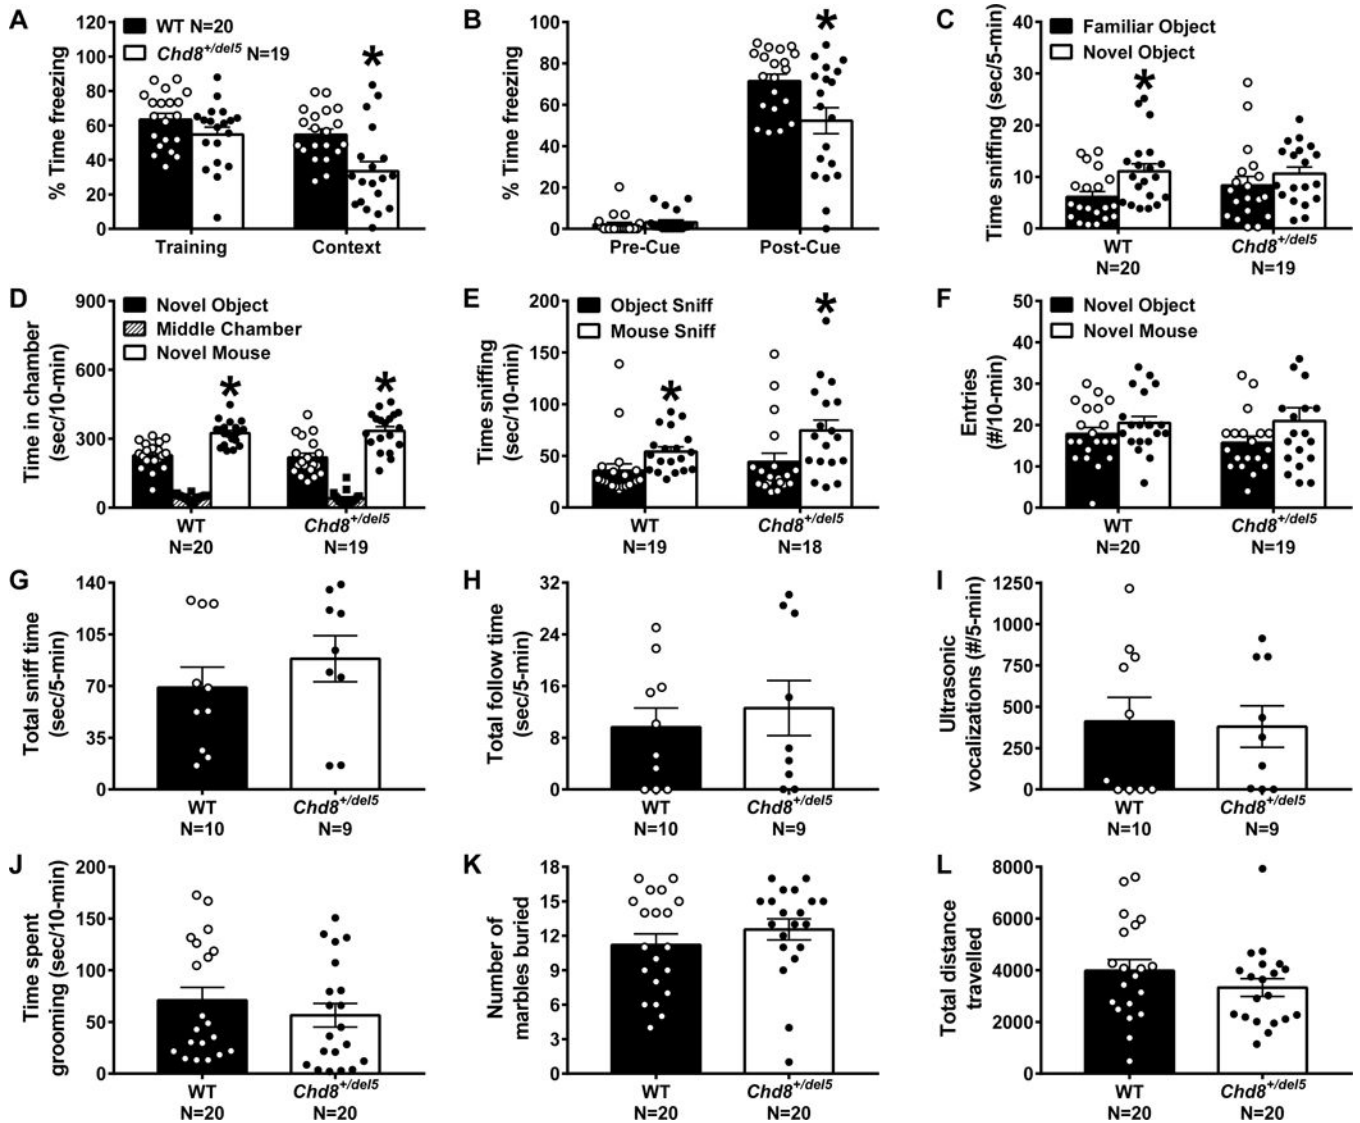 A
% Time freezing
120
100
80
60
40
20
0
WT N=20
Chd8+/del5 N=19
*
Training
Context
B
% Time freezing
100
80
60
40
20
0
*
Pre-Cue
Post-Cue
C
Time sniffing (sec/5-min)
40
30
20
10
0
Familiar Object
Novel Object
*
WT
Chd8+/del5
N=20
N=19
D
Time in chamber
(sec/10-min)
900
600
300
0
Novel Object
Middle Chamber
Novel Mouse
*
*
WT
Chd8+/del5
N=20
N=19
E
Time sniffing
(sec/10-min)
200
150
100
50
0
Object Sniff
Mouse Sniff
*
*
WT
Chd8+/del5
N=19
N=18
F
Entries
(#/10-min)
50
40
30
20
10
0
Novel Object
Novel Mouse
WT
Chd8+/del5
N=20
N=19
G
Total sniff time
(sec/5-min)
140
105
70
35
0
WT
Chd8+/del5
N=10
N=9
H
Total follow time
(sec/5-min)
32
24
16
8
0
WT
Chd8+/del5
N=10
N=9
I
Ultrasonic
vocalizations (#/5-min)
1250
1000
750
500
250
0
WT
Chd8+/del5
N=10
N=9
J
Time spent
grooming (sec/10-min)
200
150
100
50
0
WT
Chd8+/del5
N=20
N=20
K
Number of
marbles buried
18
15
12
9
6
3
0
WT
Chd8+/del5
N=20
N=20
L
Total distance
travelled
8000
6000
4000
2000
0
WT
Chd8+/del5
N=20
N=20